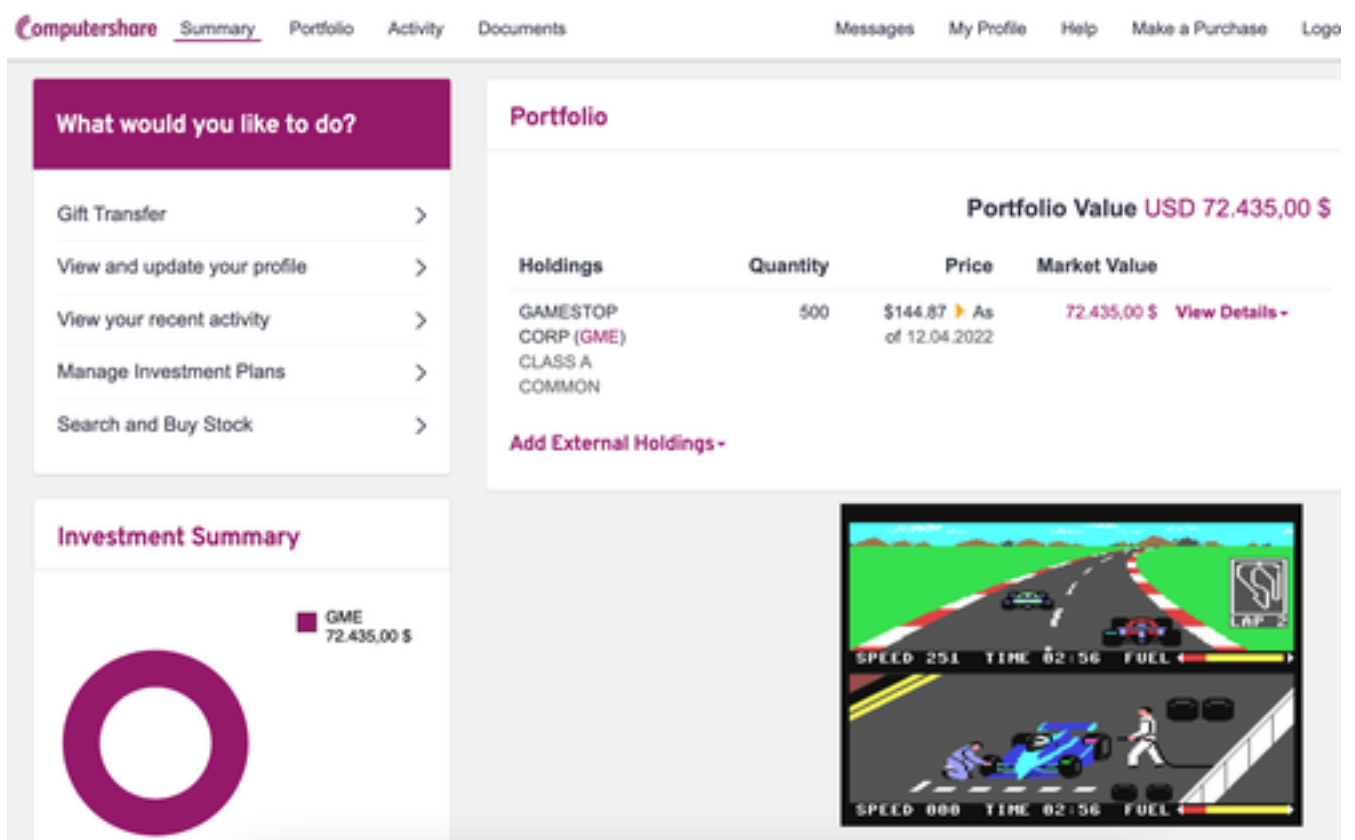 Computershare Summary Portfolio Activity Documents Messages My Profile Help Make a Purchase Logo
What would you like to do?
Gift Transfer
View and update your profile
View your recent activity
Manage Investment Plans
Search and Buy Stock
Portfolio
Portfolio Value USD 72.435,00 $
Holdings Quantity Price Market Value
GAMESTOP 500 $144.87 As 72.435,00 $ View Details
CORP (GME) of 12.04.2022
CLASS A
COMMON
Add External Holdings
Investment Summary
GME
72.435,00 $
LAP 2
SPEED 251 TIME 02:56 FUEL
SPEED 000 TIME 02:56 FUEL